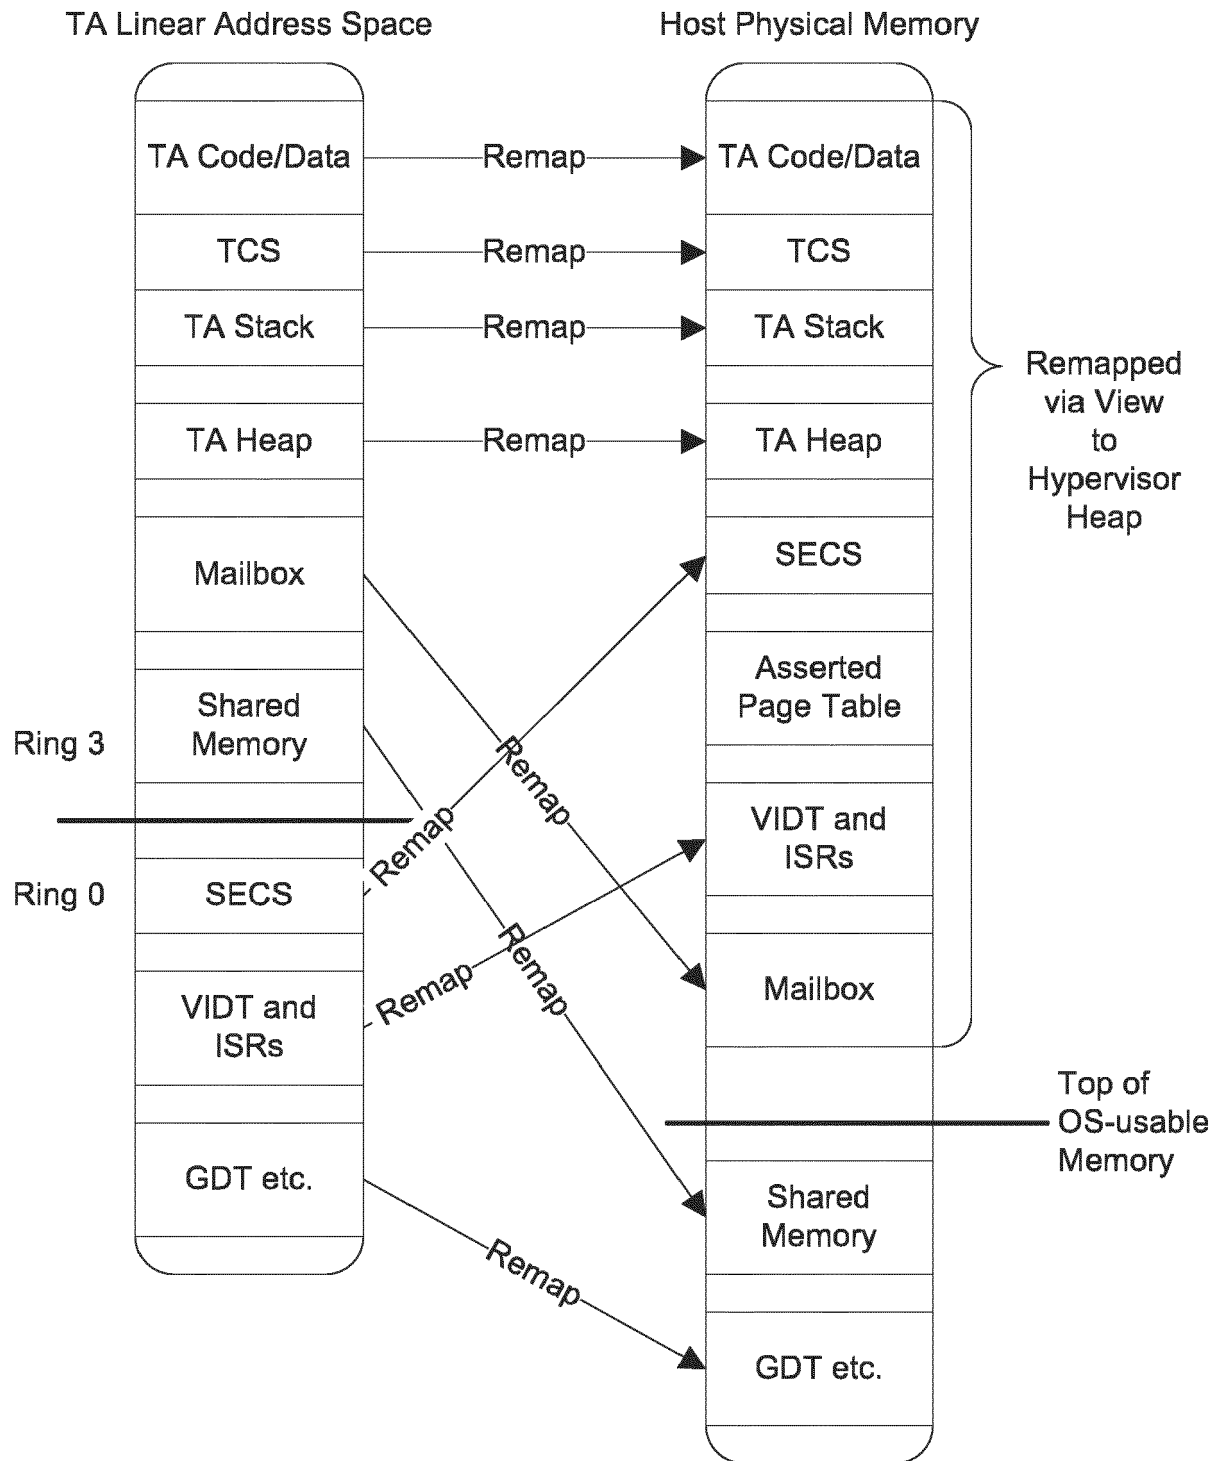 TA Linear Address Space
Host Physical Memory
TA Code/Data
Remap
TA Code/Data
TCS
Remap
TCS
TA Stack
Remap
TA Stack
Remapped
via View
to
Hypervisor
Heap
TA Heap
Remap
TA Heap
Mailbox
SECS
Shared
Memory
Asserted
Page Table
Ring 3
Remap
Remap
VIDT and
ISRs
Ring 0
SECS
Remap
Remap
Mailbox
VIDT and
ISRs
Top of
OS-usable
Memory
GDT etc.
Shared
Memory
Remap
GDT etc.